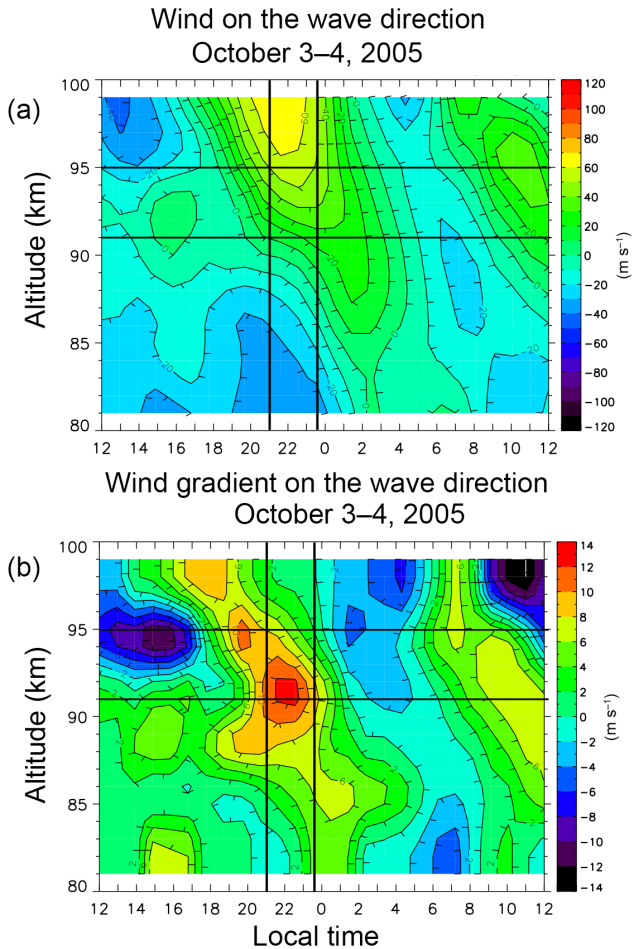 Wind on the wave direction
October 3–4, 2005
(a)
100
95
90
85
80
Altitude (km)
12 14 16 18 20 22 0 2 4 6 8 10 12
120
100
80
60
40
20
0
−20
−40
−60
−80
−100
−120
(m s⁻¹)
Wind gradient on the wave direction
October 3–4, 2005
(b)
100
95
90
85
80
Altitude (km)
12 14 16 18 20 22 0 2 4 6 8 10 12
Local time
14
12
10
8
6
4
2
0
−2
−4
−6
−8
−10
−12
−14
(m s⁻¹)